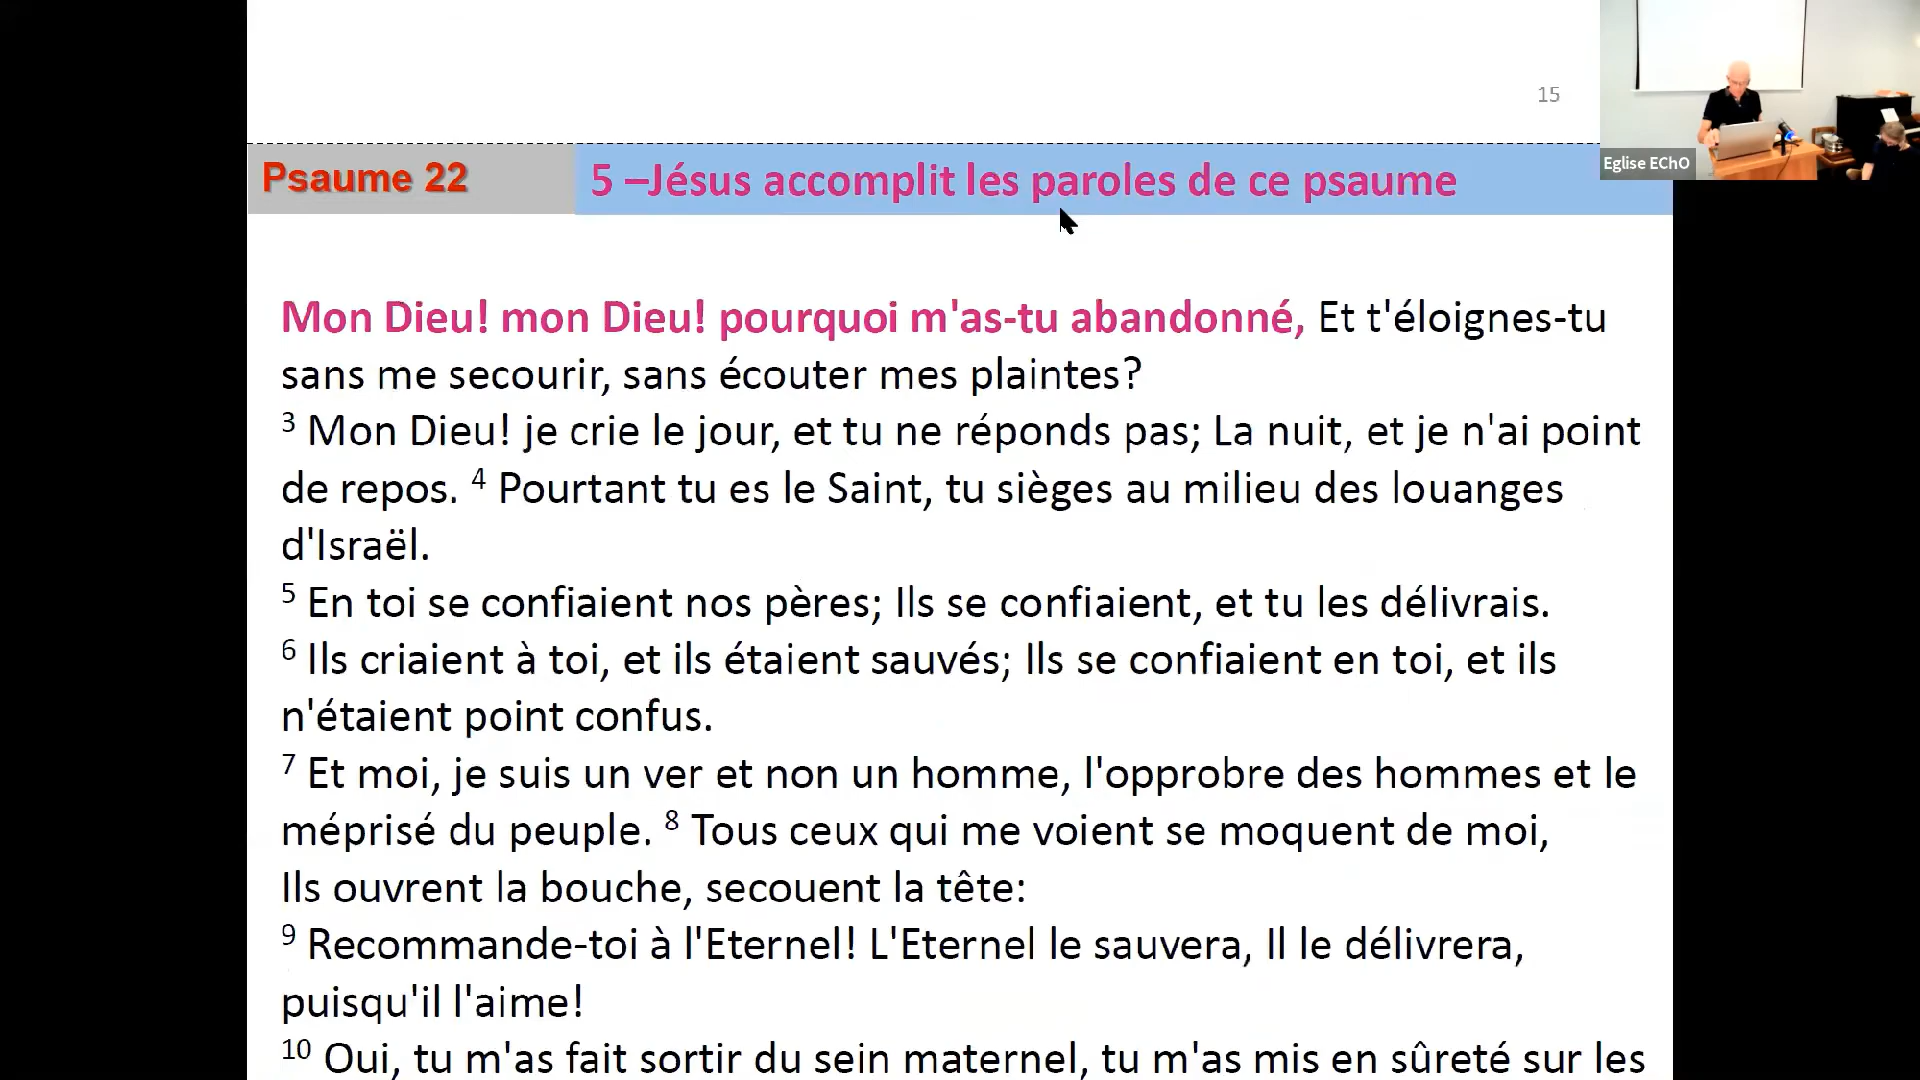 15
Eglise EChO
Psaume 22
5 –Jésus accomplit les paroles de ce psaume
Mon Dieu! mon Dieu! pourquoi m'as-tu abandonné, Et t'éloignes-tu
sans me secourir, sans écouter mes plaintes?
3 Mon Dieu! je crie le jour, et tu ne réponds pas; La nuit, et je n'ai point
de repos. 4 Pourtant tu es le Saint, tu sièges au milieu des louanges
d'Israël.
5 En toi se confiaient nos pères; Ils se confiaient, et tu les délivrais.
6 Ils criaient à toi, et ils étaient sauvés; Ils se confiaient en toi, et ils
n'étaient point confus.
7 Et moi, je suis un ver et non un homme, l'opprobre des hommes et le
méprisé du peuple. 8 Tous ceux qui me voient se moquent de moi,
Ils ouvrent la bouche, secouent la tête:
9 Recommande-toi à l'Eternel! L'Eternel le sauvera, Il le délivrera,
puisqu'il l'aime!
10 Oui, tu m'as fait sortir du sein maternel, tu m'as mis en sûreté sur les